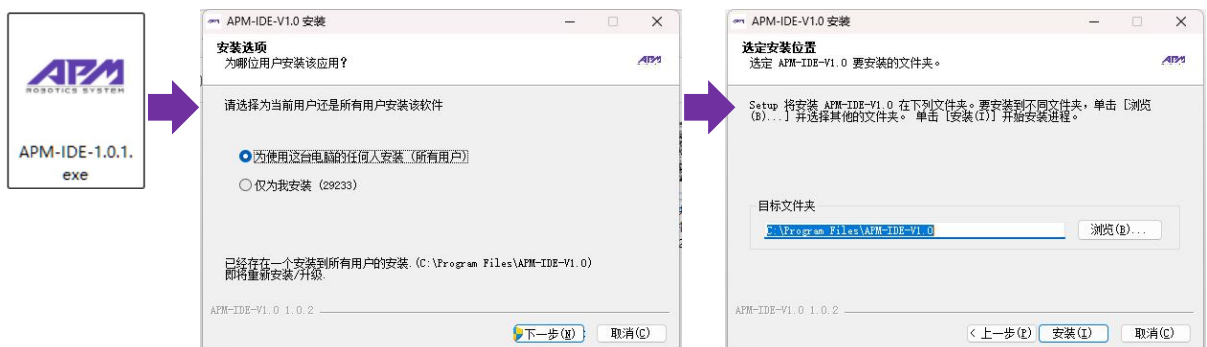 APM
ROBOTICS SYSTEM
APM-IDE-1.0.1.
exe
APM-IDE-V1.0 安装
安装选项
为哪位用户安装该应用？
APM
请选择为当前用户还是所有用户安装该软件
为使用这台电脑的任何人安装（所有用户）
仅为我安装 (29233)
已经存在一个安装到所有用户的安装.(C:\Program Files\APM-IDE-V1.0)
即将重新安装/升级.
APM-IDE-V1.0 1.0.2
下一步(N)
取消(C)
APM-IDE-V1.0 安装
选定安装位置
选定 APM-IDE-V1.0 要安装的文件夹。
APM
Setup 将安装 APM-IDE-V1.0 在下列文件夹。要安装到不同文件夹，单击 [浏览
(B)...] 并选择其他的文件夹。 单击 [安装(I)] 开始安装进程。
目标文件夹
C:\Program Files\APM-IDE-V1.0
浏览(B)...
APM-IDE-V1.0 1.0.2
< 上一步(P)
安装(I)
取消(C)